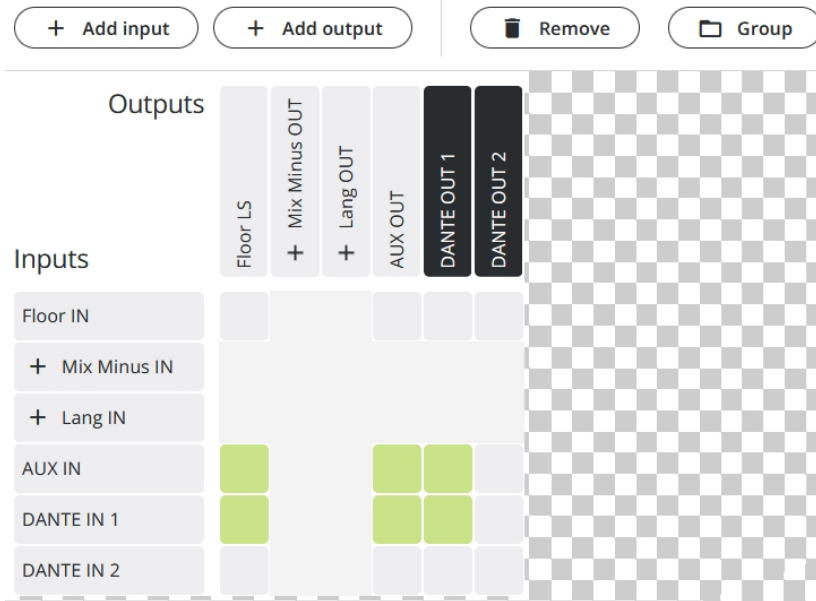 + Add input
+ Add output
Remove
Group
Outputs
Floor LS
+ Mix Minus OUT
+ Lang OUT
AUX OUT
DANTE OUT 1
DANTE OUT 2
Inputs
Floor IN
+ Mix Minus IN
+ Lang IN
AUX IN
DANTE IN 1
DANTE IN 2